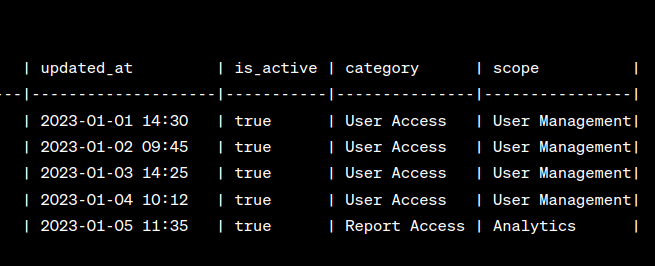 | updated_at         | is_active | category      | scope          |
---|--------------------|-----------|---------------|----------------|
| 2023-01-01 14:30   | true      | User Access   | User Management|
| 2023-01-02 09:45   | true      | User Access   | User Management|
| 2023-01-03 14:25   | true      | User Access   | User Management|
| 2023-01-04 10:12   | true      | User Access   | User Management|
| 2023-01-05 11:35   | true      | Report Access | Analytics      |